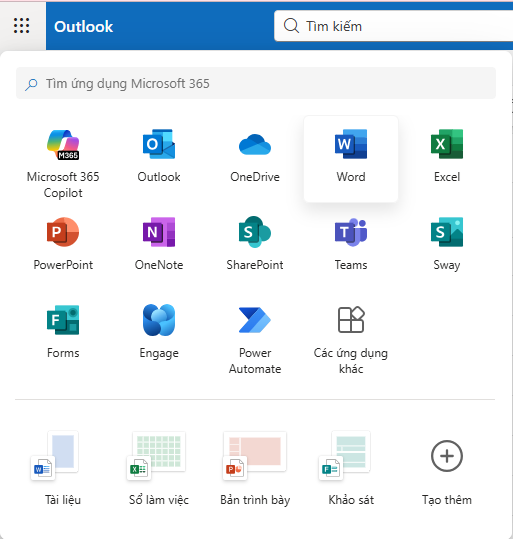 Outlook
Tìm kiếm
Tìm ứng dụng Microsoft 365
M365
Microsoft 365
Copilot
Outlook
OneDrive
Word
Excel
PowerPoint
OneNote
SharePoint
Teams
Sway
Forms
Engage
Power
Automate
Các ứng dụng
khác
Tài liệu
Sổ làm việc
Bản trình bày
Khảo sát
Tạo thêm